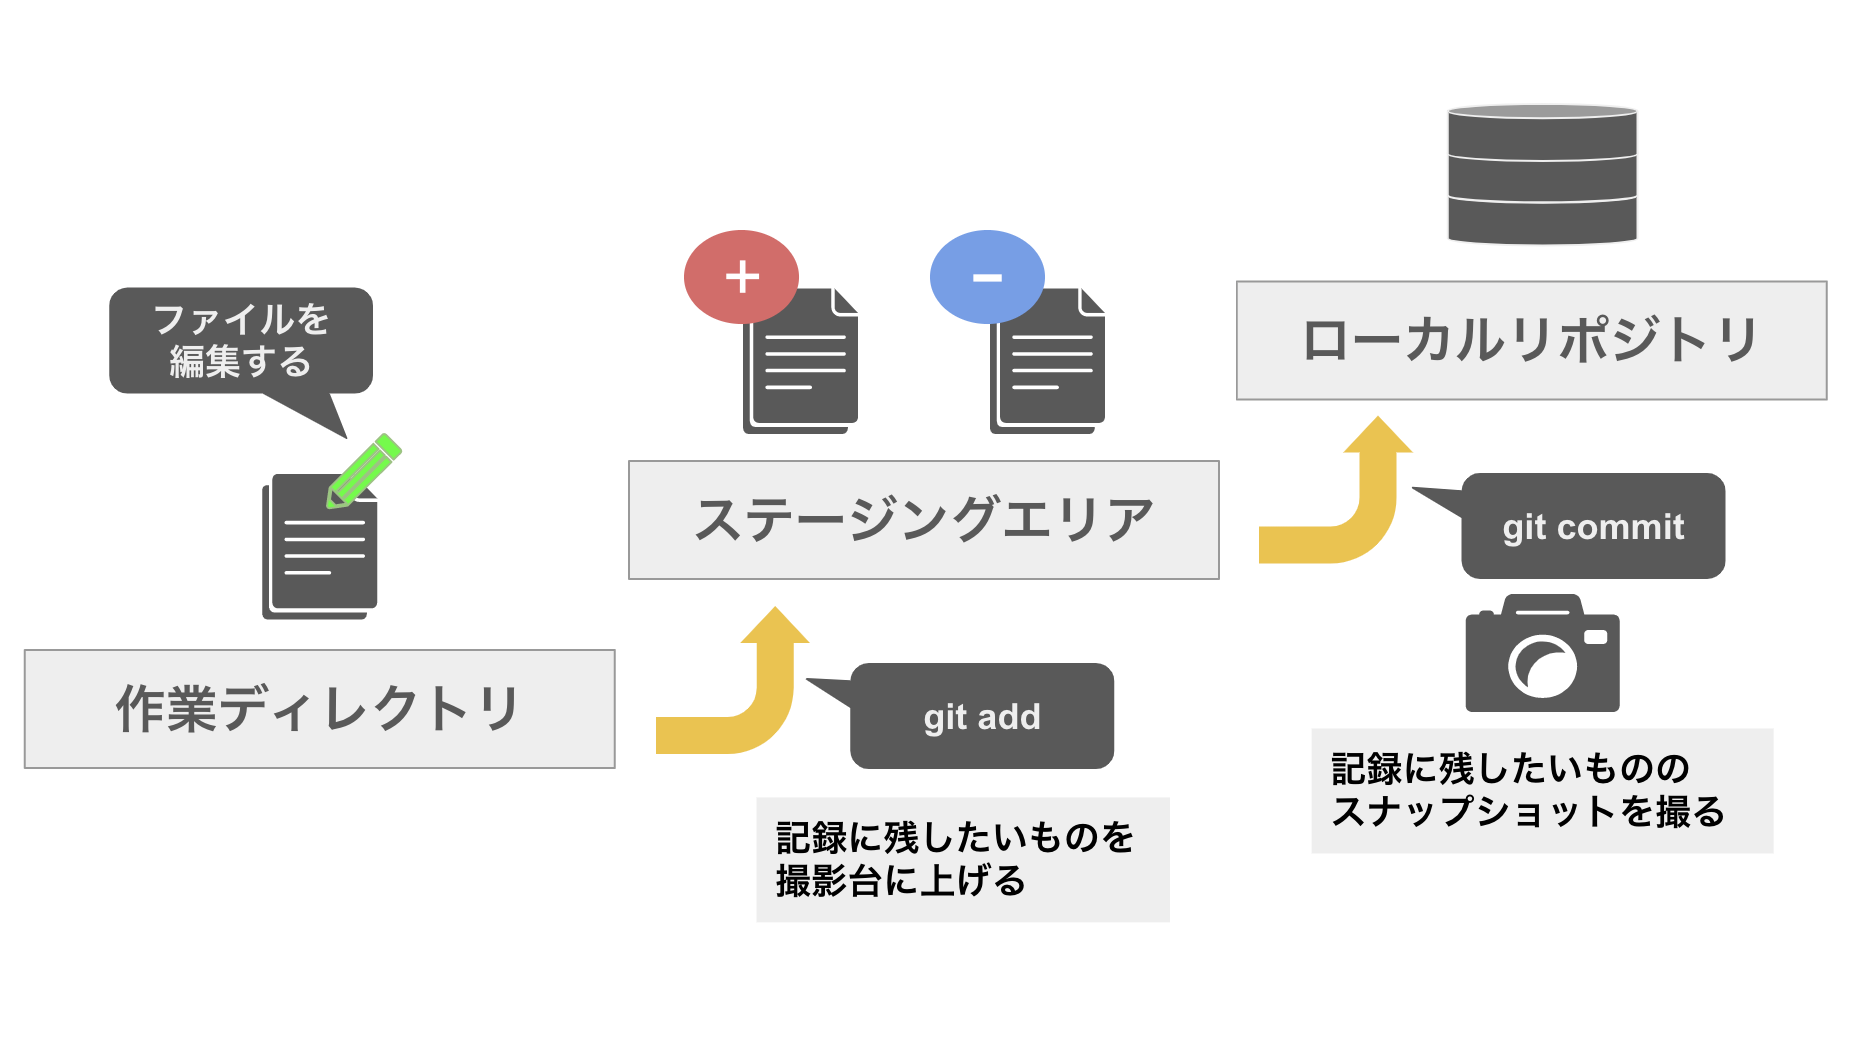 ファイルを
編集する
作業ディレクトリ
+
−
ステージングエリア
git add
記録に残したいものを
撮影台に上げる
ローカルリポジトリ
git commit
記録に残したいものの
スナップショットを撮る